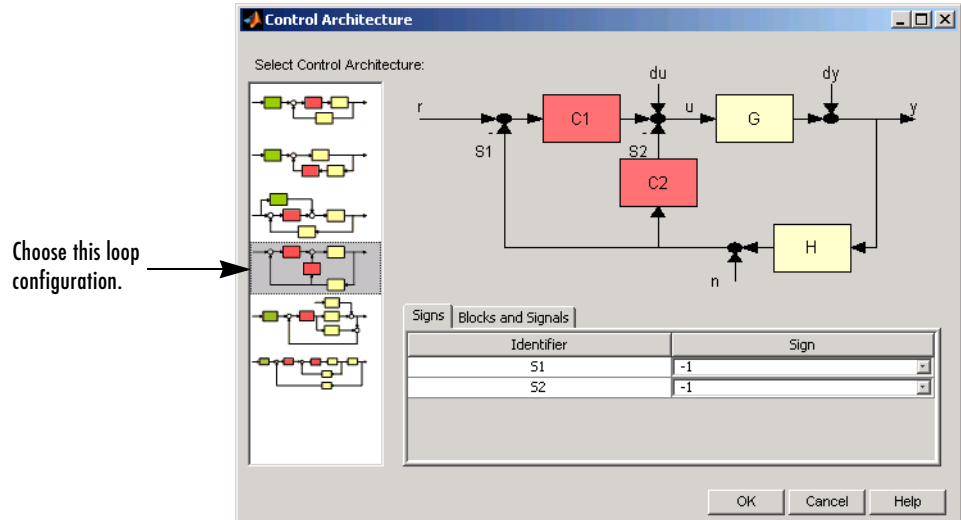 Control Architecture
Select Control Architecture:
Choose this loop
configuration.
du
dy
r
C1
u
G
y
-
-
S1
S2
C2
H
n
Signs
Blocks and Signals
Identifier
Sign
S1
-1
S2
-1
OK
Cancel
Help